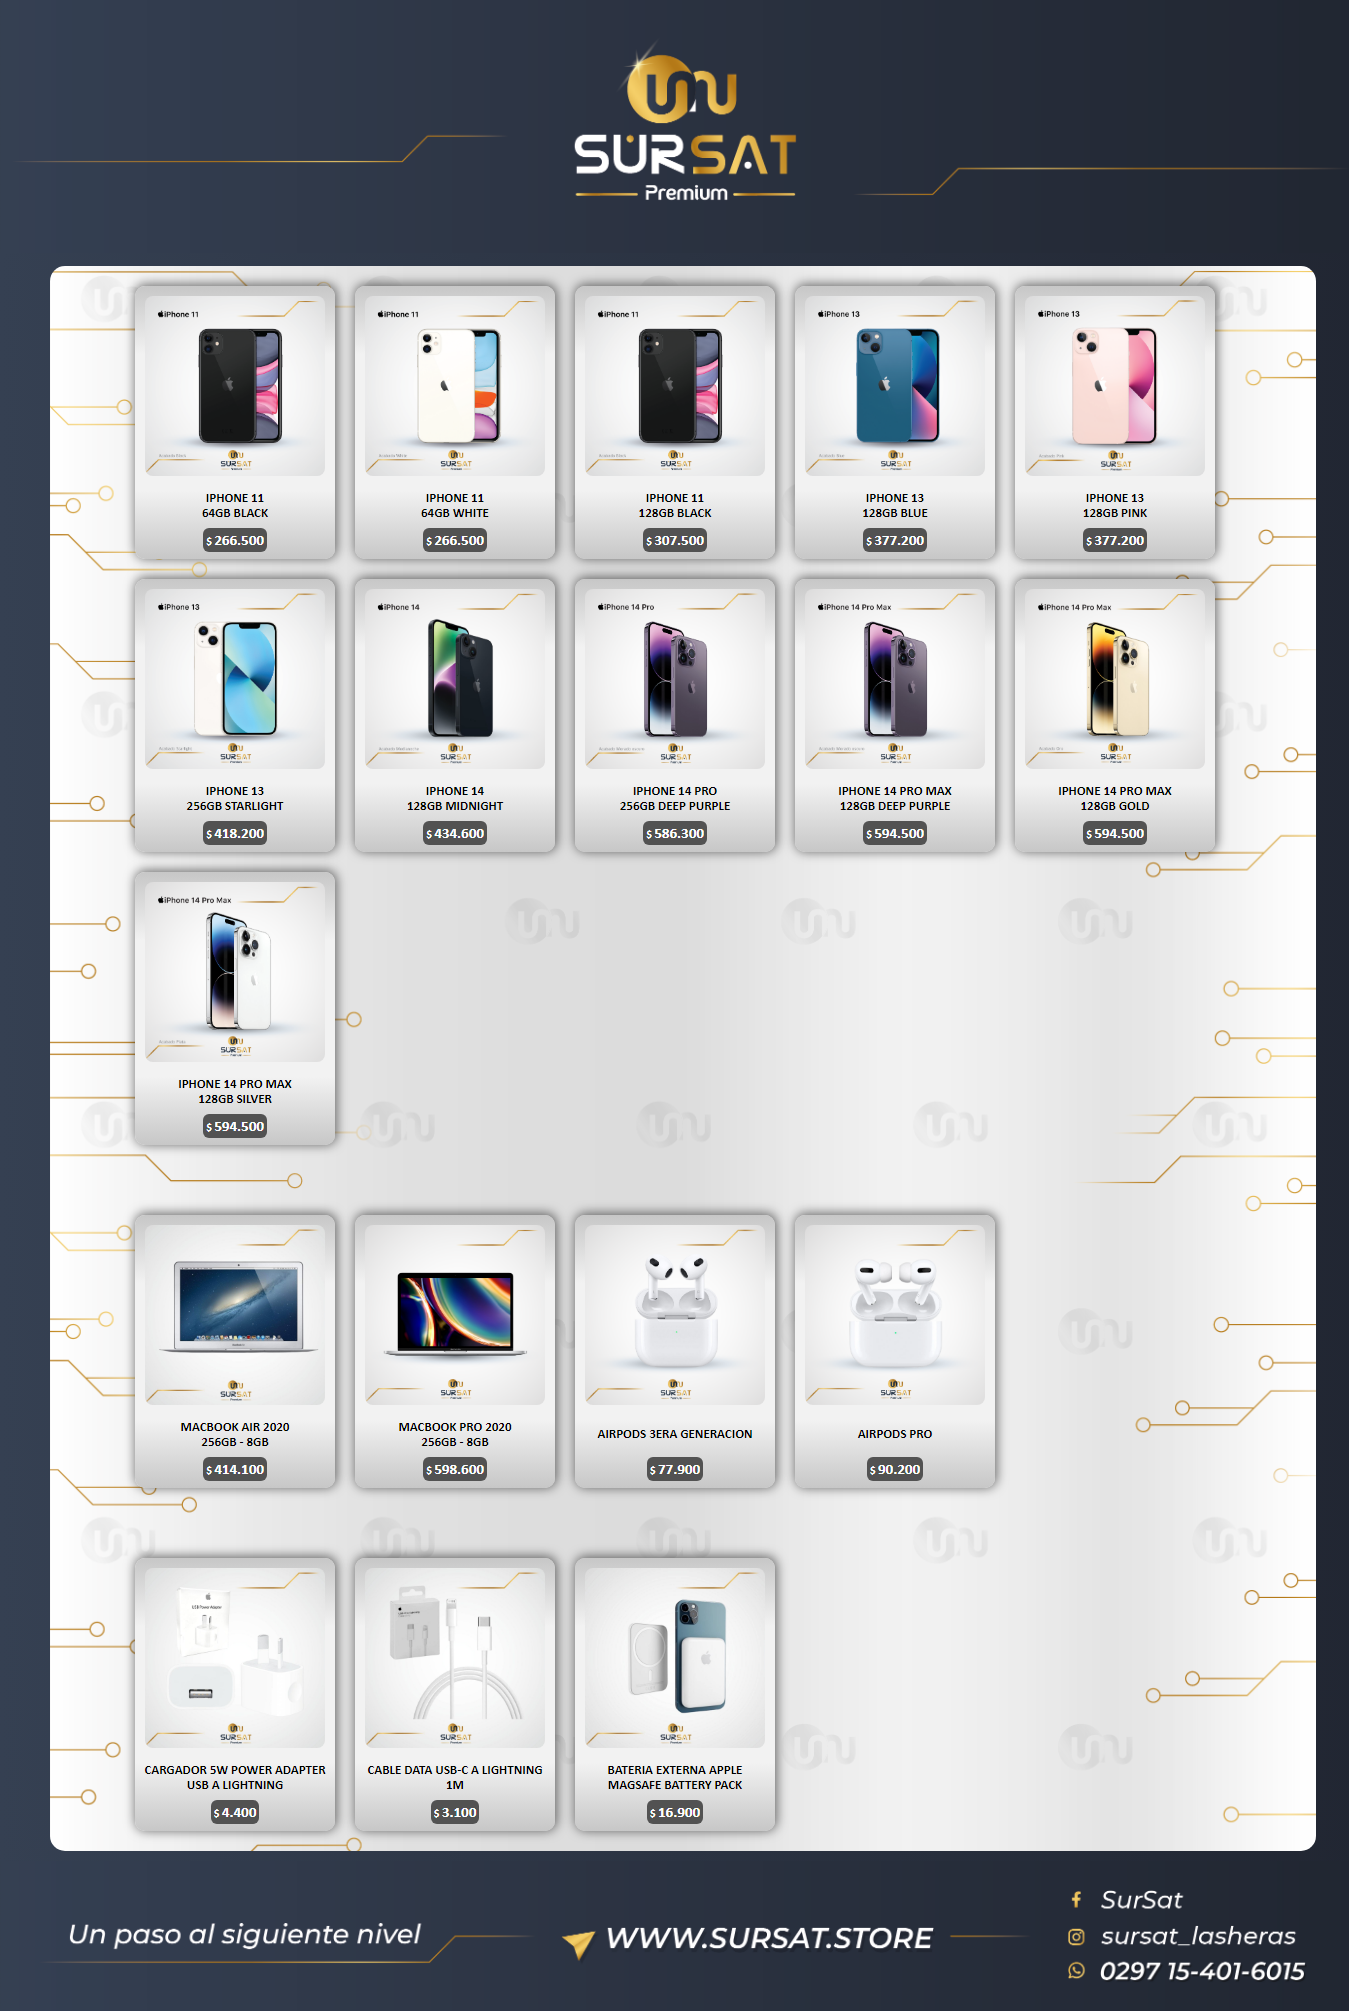 SURSAT
Premium
iPhone 11
iPhone 11
iPhone 11
iPhone 13
iPhone 13
SURSAT
SURSAT
SURSAT
SURSAT
SURSAT
IPHONE 11
64GB BLACK
$ 266.500
IPHONE 11
64GB WHITE
$ 266.500
IPHONE 11
128GB BLACK
$ 307.500
IPHONE 13
128GB BLUE
$ 377.200
IPHONE 13
128GB PINK
$ 377.200
iPhone 13
iPhone 14
iPhone 14 Pro
iPhone 14 Pro Max
iPhone 14 Pro Max
SURSAT
SURSAT
SURSAT
SURSAT
SURSAT
IPHONE 13
256GB STARLIGHT
$ 418.200
IPHONE 14
128GB MIDNIGHT
$ 434.600
IPHONE 14 PRO
256GB DEEP PURPLE
$ 586.300
IPHONE 14 PRO MAX
128GB DEEP PURPLE
$ 594.500
IPHONE 14 PRO MAX
128GB GOLD
$ 594.500
iPhone 14 Pro Max
SURSAT
IPHONE 14 PRO MAX
128GB SILVER
$ 594.500
SURSAT
SURSAT
SURSAT
SURSAT
MACBOOK AIR 2020
256GB - 8GB
$ 414.100
MACBOOK PRO 2020
256GB - 8GB
$ 598.600
AIRPODS 3ERA GENERACION
$ 77.900
AIRPODS PRO
$ 90.200
USB Power Adapter
SURSAT
SURSAT
SURSAT
CARGADOR 5W POWER ADAPTER
USB A LIGHTNING
$ 4.400
CABLE DATA USB-C A LIGHTNING
1M
$ 3.100
BATERIA EXTERNA APPLE
MAGSAFE BATTERY PACK
$ 16.900
Un paso al siguiente nivel
WWW.SURSAT.STORE
SurSat
sursat_lasheras
0297 15-401-6015